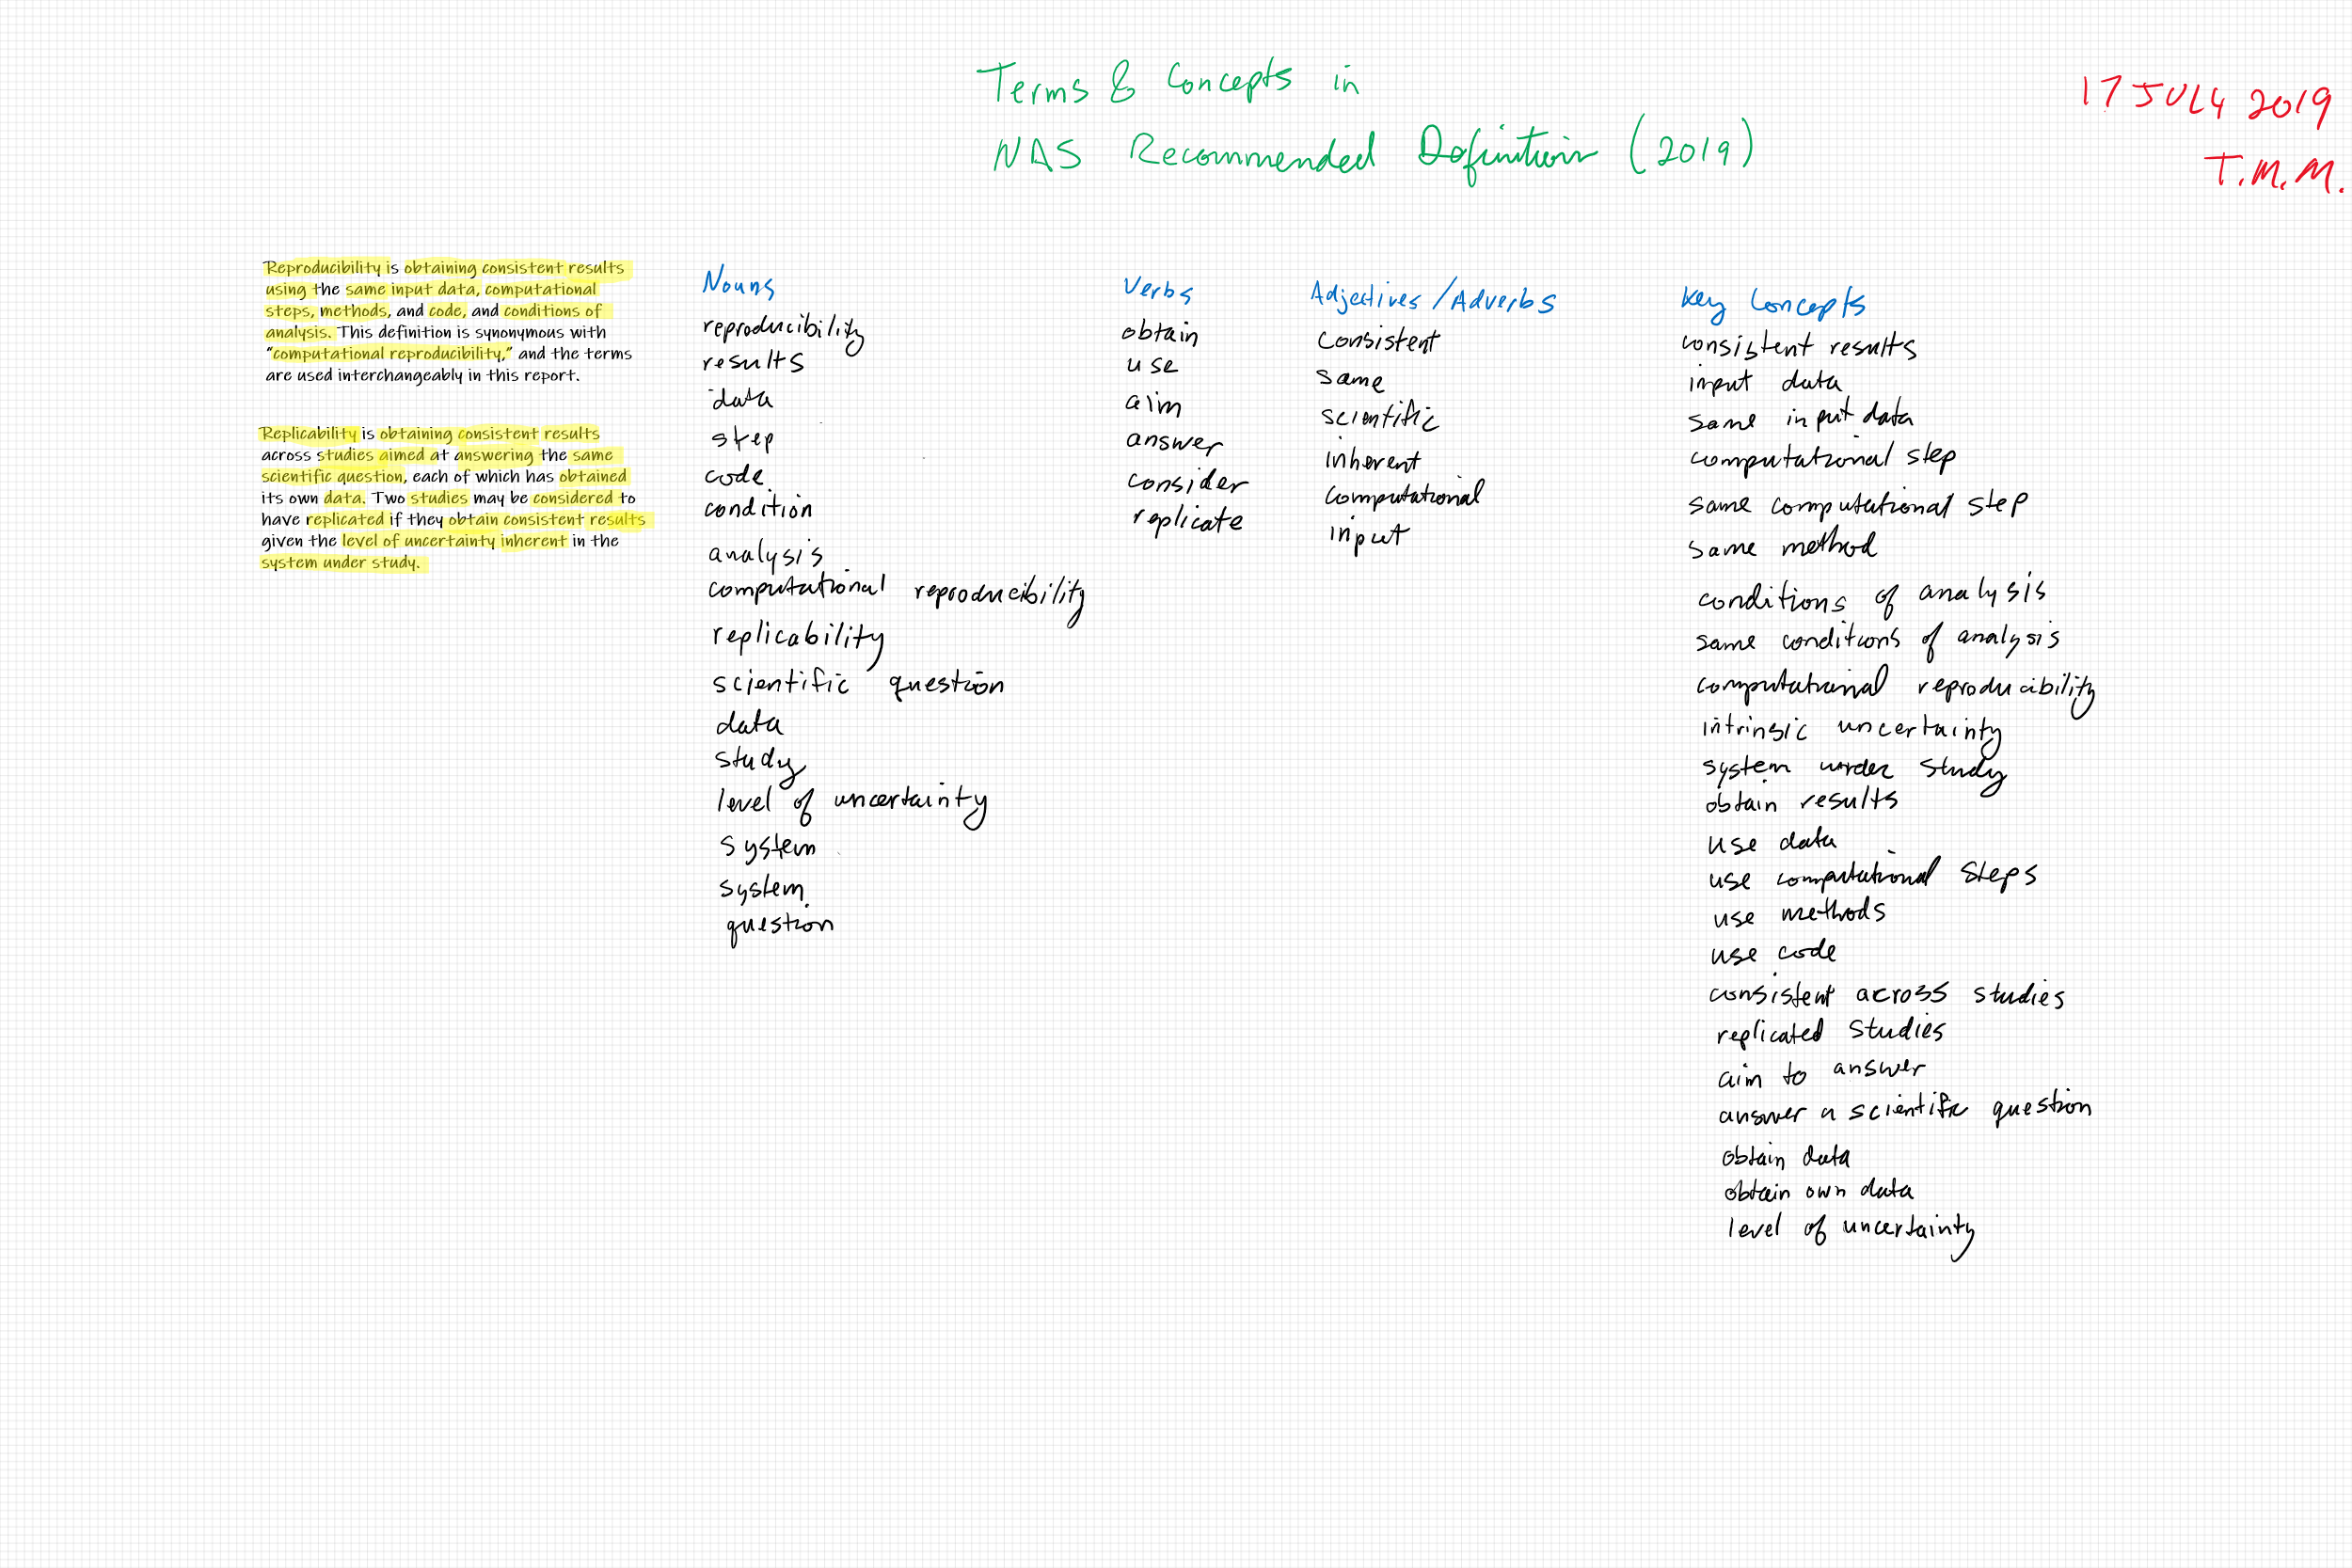 Terms & Concepts in
NAS Recommended Definition (2019)
17 JULY 2019
T.M.M.
Reproducibility is obtaining consistent results
using the same input data, computational
steps, methods, and code, and conditions of
analysis. This definition is synonymous with
“computational reproducibility,” and the terms
are used interchangeably in this report.
Replicability is obtaining consistent results
across studies aimed at answering the same
scientific question, each of which has obtained
its own data. Two studies may be considered to
have replicated if they obtain consistent results
given the level of uncertainty inherent in the
system under study.
Nouns
reproducibility
results
data
step
code
condition
analysis
computational reproducibility
replicability
scientific question
data
study
level of uncertainty
system
system
question
Verbs
obtain
use
aim
answer
consider
replicate
Adjectives/Adverbs
consistent
same
scientific
inherent
computational
input
Key Concepts
consistent results
input data
same input data
computational step
same computational step
same method
conditions of analysis
same conditions of analysis
computational reproducibility
intrinsic uncertainty
system under study
obtain results
use data
use computational steps
use methods
use code
consistent across studies
replicated studies
aim to answer
answer a scientific question
obtain data
obtain own data
level of uncertainty